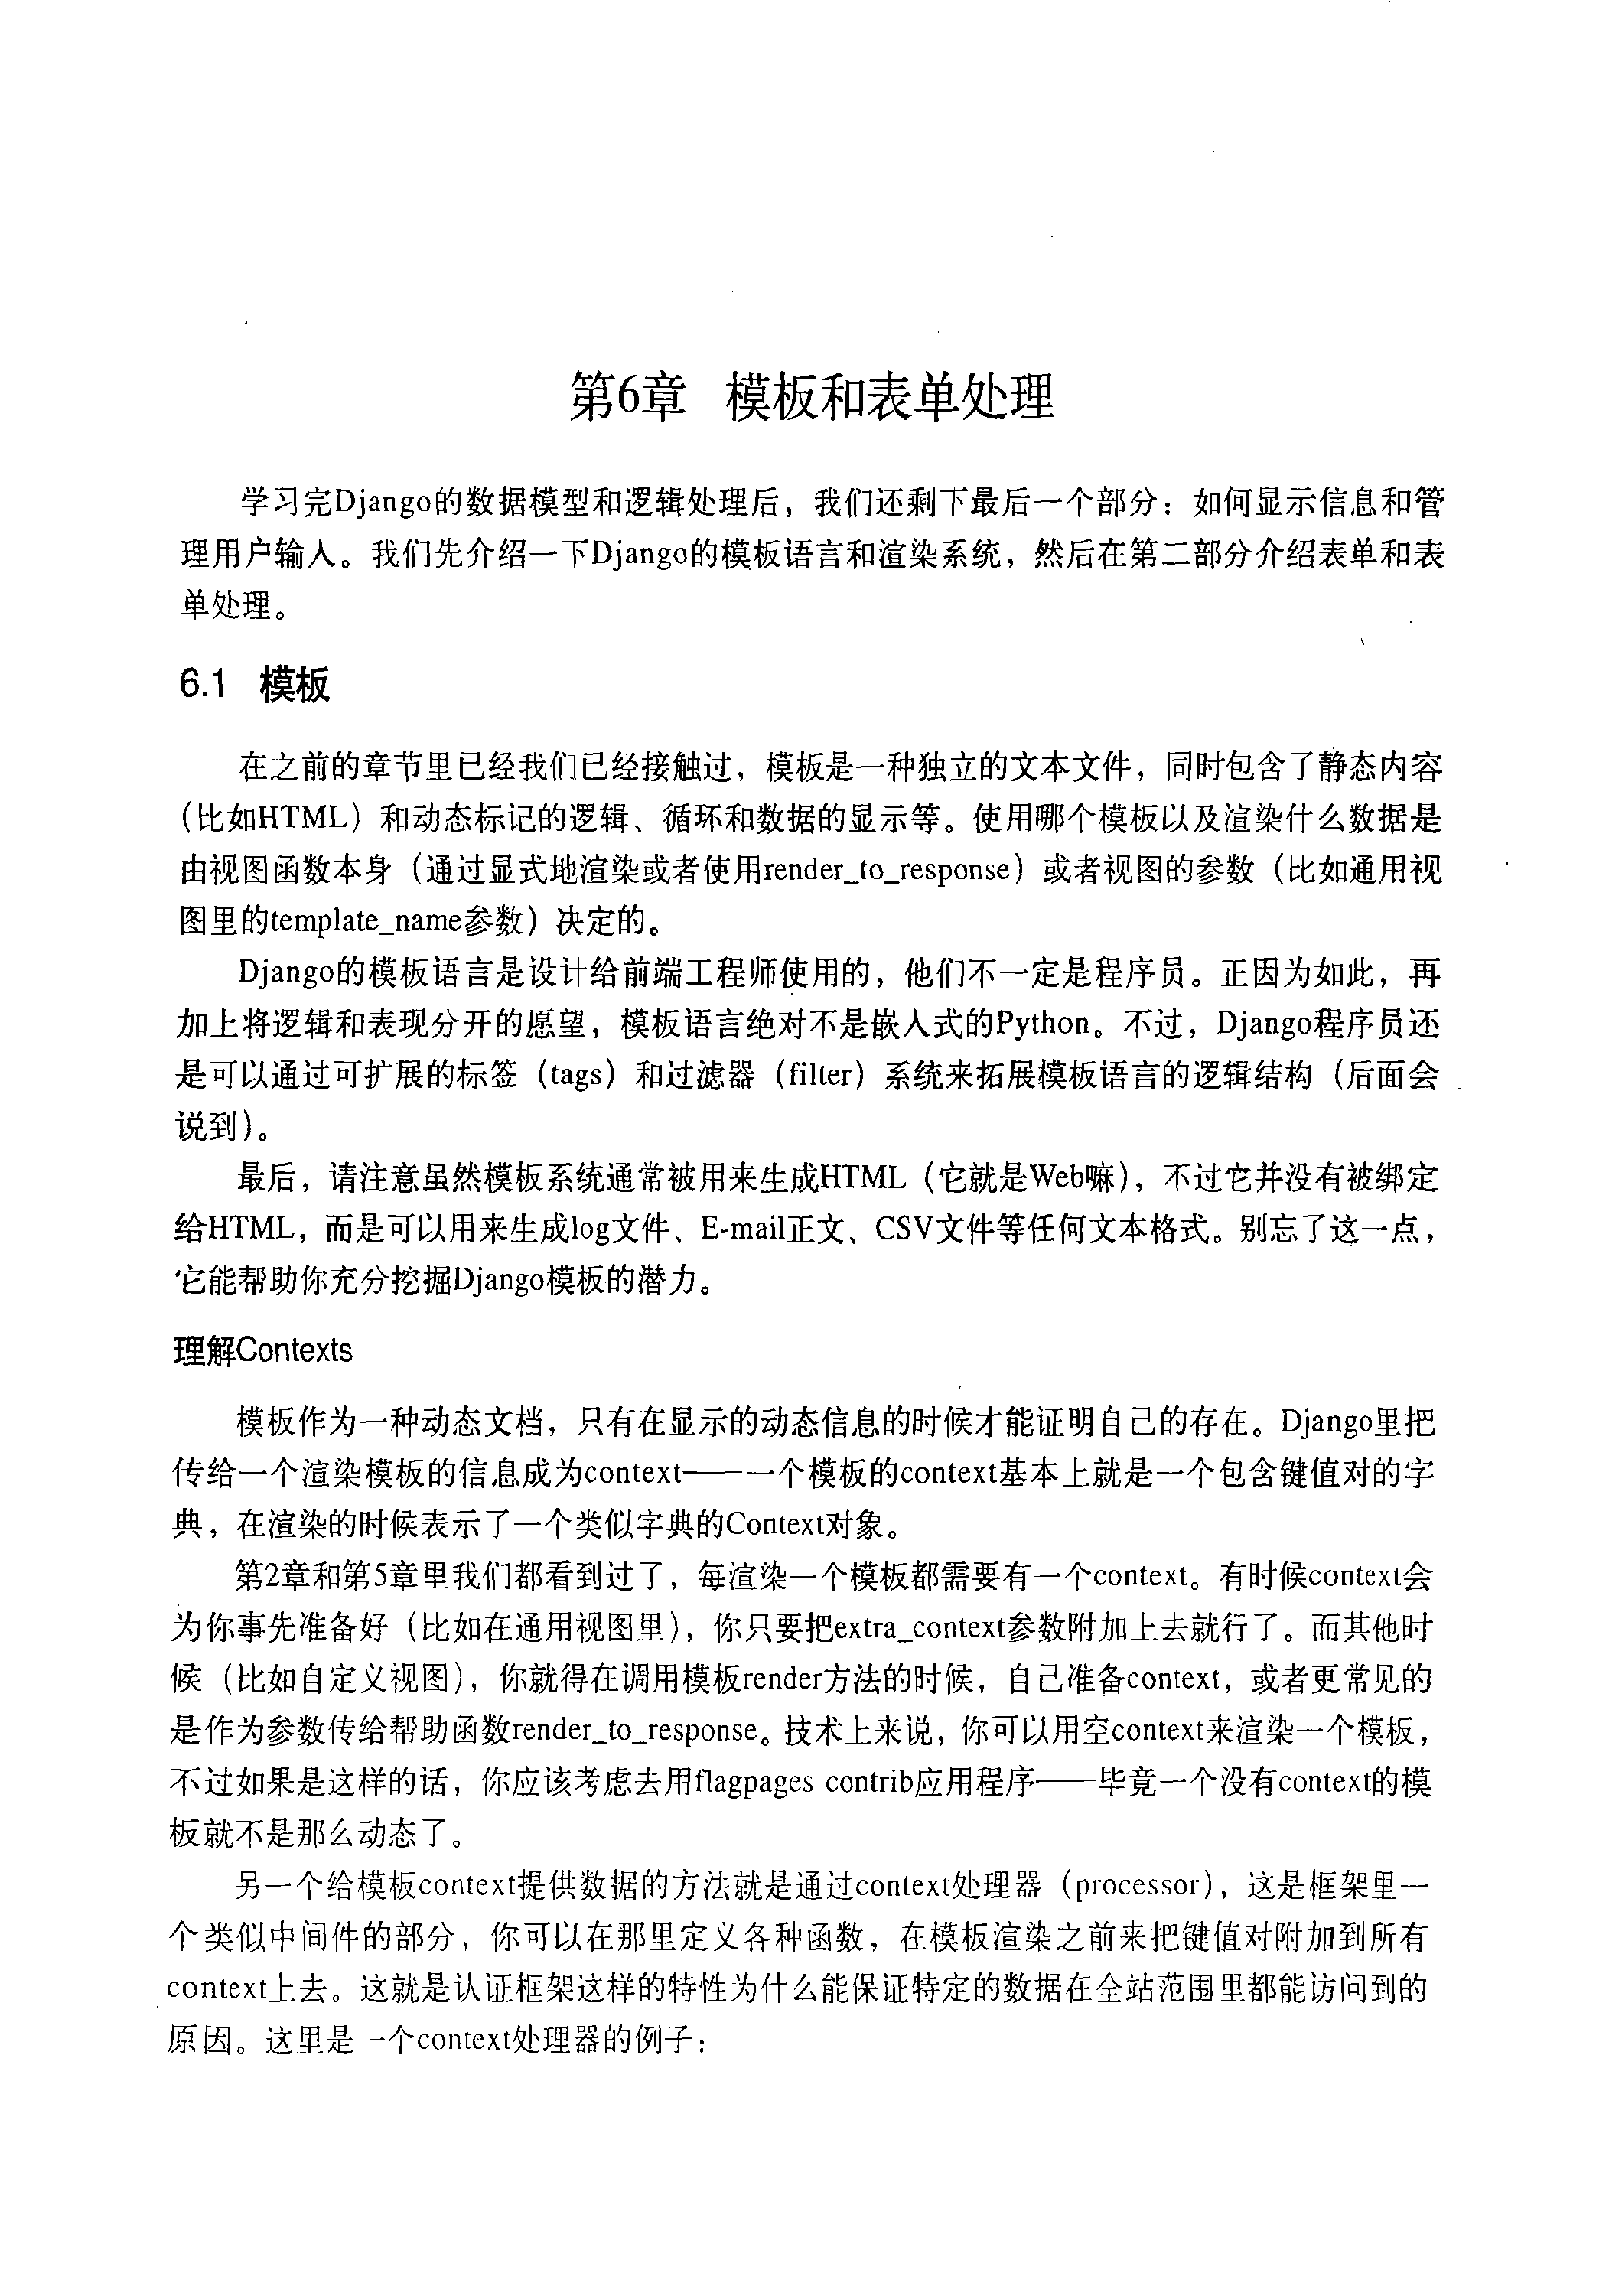 第6章 模板和表单处理
学习完Django的数据模型和逻辑处理后，我们还剩下最后一个部分：如何显示信息和管
理用户输入。我们先介绍一下Django的模板语言和渲染系统，然后在第二部分介绍表单和表
单处理。
6.1 模板
在之前的章节里已经我们已经接触过，模板是一种独立的文本文件，同时包含了静态内容
（比如HTML）和动态标记的逻辑、循环和数据的显示等。使用哪个模板以及渲染什么数据是
由视图函数本身（通过显式地渲染或者使用render_to_response）或者视图的参数（比如通用视
图里的template_name参数）决定的。
Django的模板语言是设计给前端工程师使用的，他们不一定是程序员。正因为如此，再
加上将逻辑和表现分开的愿望，模板语言绝对不是嵌入式的Python。不过，Django程序员还
是可以通过可扩展的标签（tags）和过滤器（filter）系统来拓展模板语言的逻辑结构（后面会
说到）。
最后，请注意虽然模板系统通常被用来生成HTML（它就是Web嘛），不过它并没有被绑定
给HTML，而是可以用来生成log文件、E-mail正文、CSV文件等任何文本格式。别忘了这一点，
它能帮助你充分挖掘Django模板的潜力。
理解Contexts
模板作为一种动态文档，只有在显示的动态信息的时候才能证明自己的存在。Django里把
传给一个渲染模板的信息成为context——一个模板的context基本上就是一个包含键值对的字
典，在渲染的时候表示了一个类似字典的Context对象。
第2章和第5章里我们都看到过了，每渲染一个模板都需要有一个context。有时候context会
为你事先准备好（比如在通用视图里），你只要把extra_context参数附加上去就行了。而其他时
候（比如自定义视图），你就得在调用模板render方法的时候，自己准备context，或者更常见的
是作为参数传给帮助函数render_to_response。技术上来说，你可以用空context来渲染一个模板，
不过如果是这样的话，你应该考虑去用flagpages contrib应用程序——毕竟一个没有context的模
板就不是那么动态了。
另一个给模板context提供数据的方法就是通过context处理器（processor），这是框架里一
个类似中间件的部分，你可以在那里定义各种函数，在模板渲染之前来把键值对附加到所有
context上去。这就是认证框架这样的特性为什么能保证特定的数据在全站范围里都能访问到的
原因。这里是一个context处理器的例子：